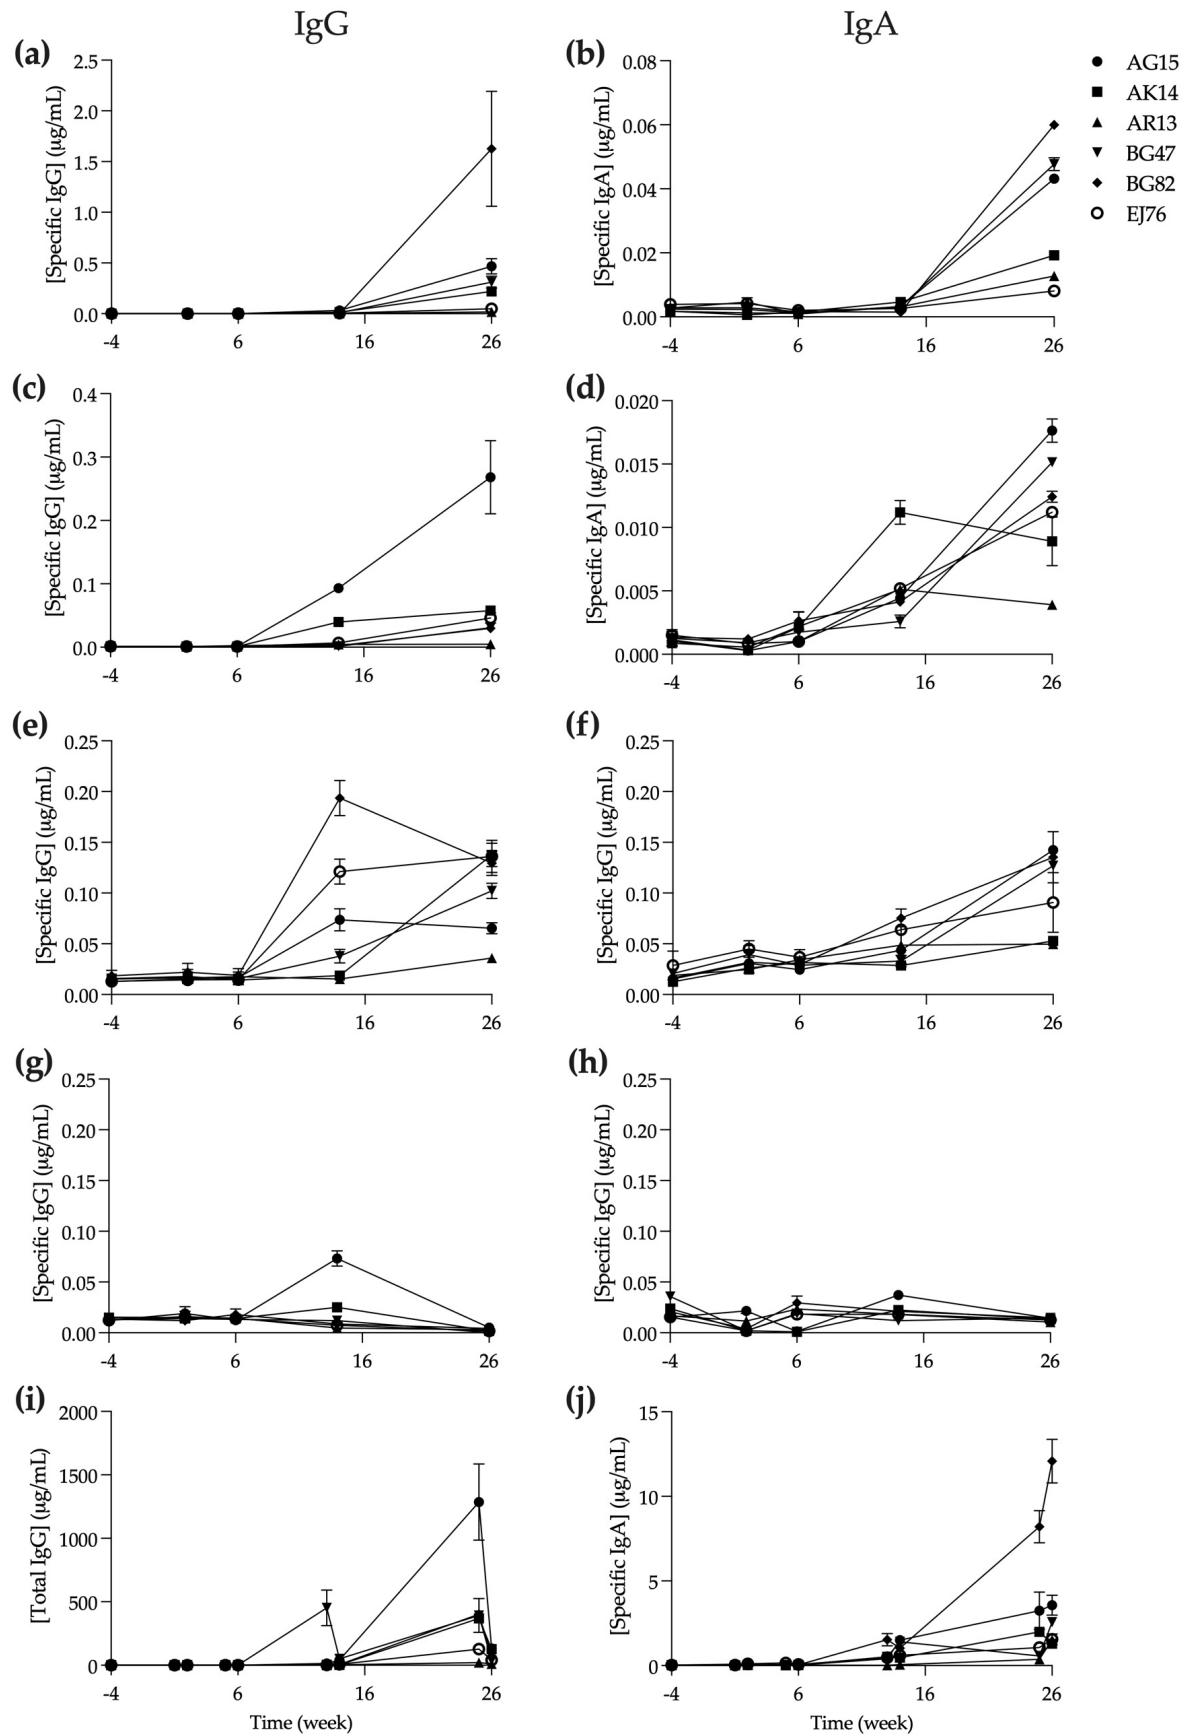 IgG IgA
(a) (b)
[Specific IgG] (µg/mL)
2.5
2.0
1.5
1.0
0.5
0.0
-4 6 16 26
[Specific IgA] (µg/mL)
0.08
0.06
0.04
0.02
0.00
-4 6 16 26
AG15
AK14
AR13
BG47
BG82
EJ76
(c) (d)
[Specific IgG] (µg/mL)
0.4
0.3
0.2
0.1
0.0
-4 6 16 26
[Specific IgA] (µg/mL)
0.020
0.015
0.010
0.005
0.000
-4 6 16 26
(e) (f)
[Specific IgG] (µg/mL)
0.25
0.20
0.15
0.10
0.05
0.00
-4 6 16 26
[Specific IgG] (µg/mL)
0.25
0.20
0.15
0.10
0.05
0.00
-4 6 16 26
(g) (h)
[Specific IgG] (µg/mL)
0.25
0.20
0.15
0.10
0.05
0.00
-4 6 16 26
[Specific IgG] (µg/mL)
0.25
0.20
0.15
0.10
0.05
0.00
-4 6 16 26
(i) (j)
[Total IgG] (µg/mL)
2000
1500
1000
500
0
-4 6 16 26
Time (week)
[Specific IgA] (µg/mL)
15
10
5
0
-4 6 16 26
Time (week)